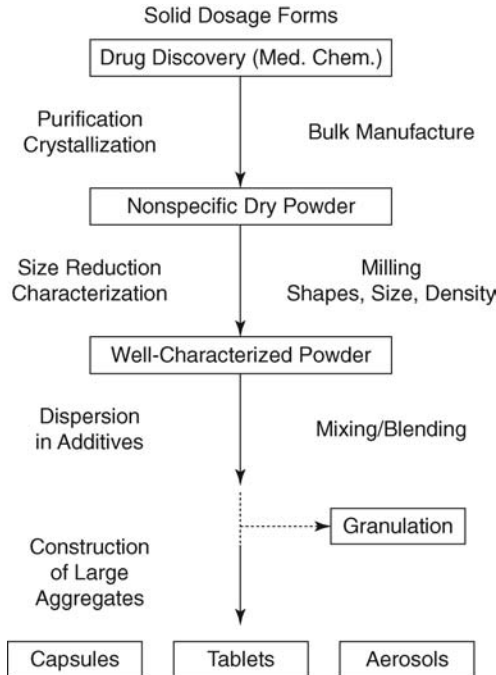 Solid Dosage Forms
Drug Discovery (Med. Chem.)
Purification
Crystallization
Bulk Manufacture
Nonspecific Dry Powder
Size Reduction
Characterization
Milling
Shapes, Size, Density
Well-Characterized Powder
Dispersion
in Additives
Mixing/Blending
Granulation
Construction
of Large
Aggregates
Capsules
Tablets
Aerosols